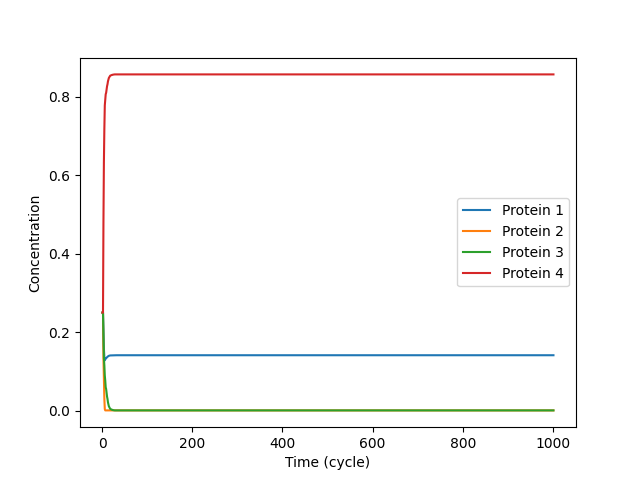 Concentration
0.8
0.6
0.4
0.2
0.0
Protein 1
Protein 2
Protein 3
Protein 4
0 200 400 600 800 1000
Time (cycle)